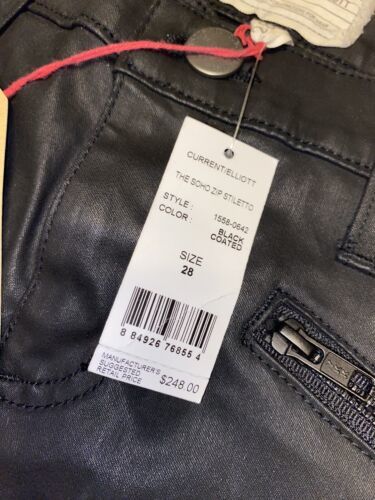 CURRENT/ELLIOTT
THE SOHO ZIP STILETTO
STYLE : 1558-0642
COLOR : BLACK
COATED
SIZE
28
8 84926 76855 4
MANUFACTURER'S
SUGGESTED
RETAIL PRICE $248.00